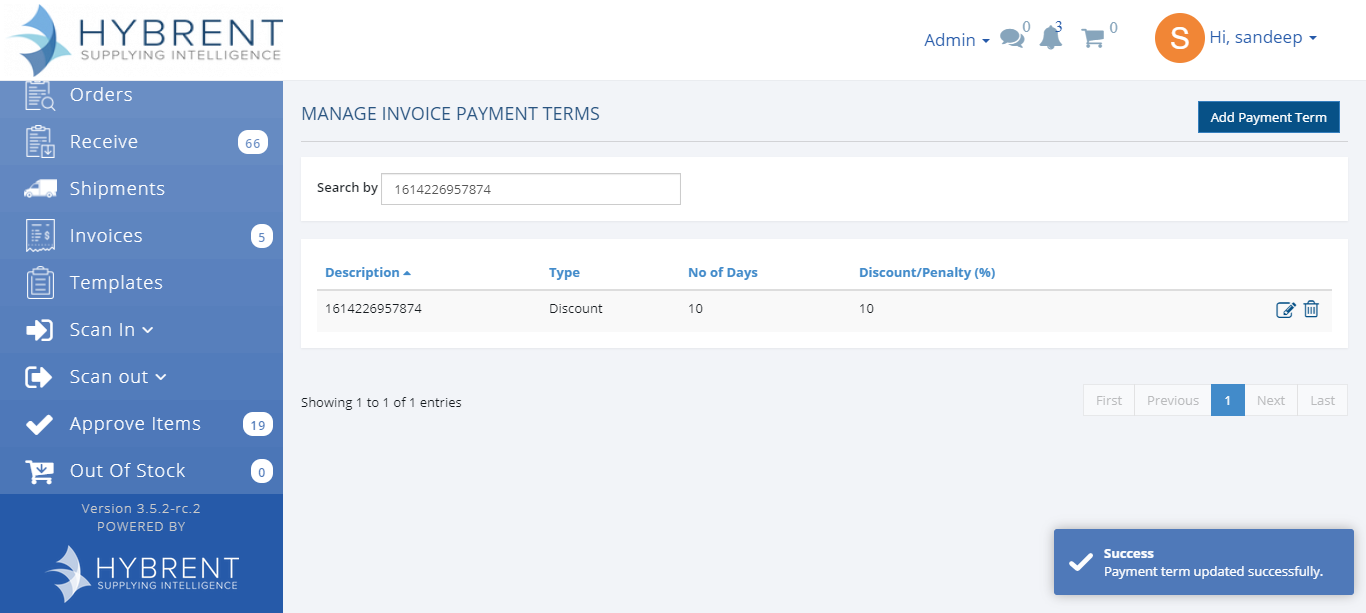 HYBRENT
SUPPLYING INTELLIGENCE
Admin
0
3
0
S
Hi, sandeep
Orders
Receive 66
Shipments
Invoices 5
Templates
Scan In
Scan out
Approve Items 19
Out Of Stock 0
Version 3.5.2-rc.2
POWERED BY
HYBRENT
SUPPLYING INTELLIGENCE
MANAGE INVOICE PAYMENT TERMS
Add Payment Term
Search by 1614226957874
Description Type No of Days Discount/Penalty (%)
1614226957874 Discount 10 10
Showing 1 to 1 of 1 entries
First Previous 1 Next Last
Success
Payment term updated successfully.